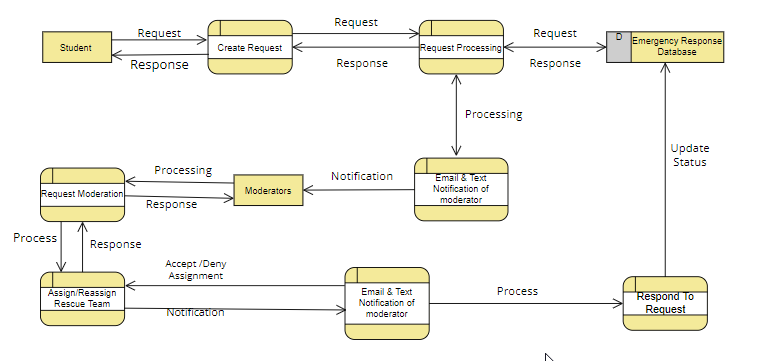 Request
Request
Request
D
Student
Create Request
Request Processing
Emergency Response
Database
Response
Response
Response
Processing
Update
Status
Processing
Notification
Email & Text
Notification of
moderator
Request Moderation
Moderators
Response
Process
Response
Accept /Deny
Assignment
Assign/Reassign
Rescue Team
Notification
Email & Text
Notification of
moderator
Process
Respond To
Request